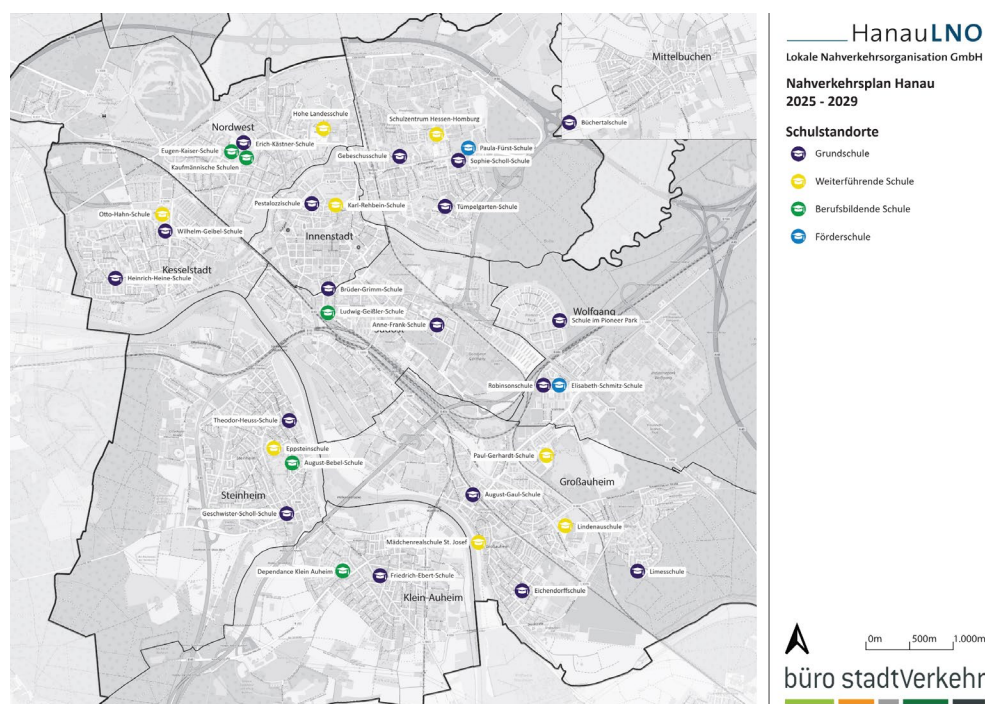 Mittelbuchen
Büchertalschule
Hohe Landesschule
Schulzentrum Hessen-Homburg
Nordwest
Erich-Kästner-Schule
Eugen-Kaiser-Schule
Kaufmännische Schulen
Gebeschusschule
Paula-Fürst-Schule
Sophie-Scholl-Schule
Pestalozzischule
Karl-Rehbein-Schule
Tümpelgarten-Schule
Otto-Hahn-Schule
Wilhelm-Geibel-Schule
Innenstadt
Kesselstadt
Heinrich-Heine-Schule
Brüder-Grimm-Schule
Ludwig-Geißler-Schule
Anne-Frank-Schule
Südost
Wolfgang
Schule im Pioneer Park
Robinsonschule
Elisabeth-Schmitz-Schule
Theodor-Heuss-Schule
Eppsteinschule
August-Bebel-Schule
Paul-Gerhardt-Schule
Großauheim
Steinheim
August-Gaul-Schule
Geschwister-Scholl-Schule
Lindenauschule
Mädchenrealschule St. Josef
Dependance Klein Auheim
Friedrich-Ebert-Schule
Limesschule
Eichendorffschule
Klein-Auheim
HanauLNO
Lokale Nahverkehrsorganisation GmbH
Nahverkehrsplan Hanau
2025 - 2029
Schulstandorte
Grundschule
Weiterführende Schule
Berufsbildende Schule
Förderschule
0m 500m 1.000m
büro stadtVerkehr